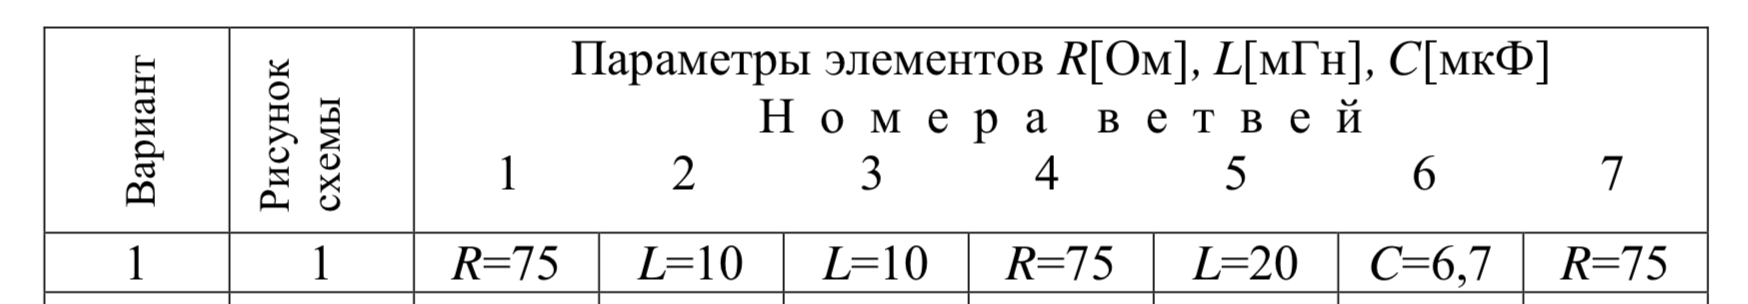 Вариант
Рисунок
схемы
Параметры элементов R[Ом], L[мГн], C[мкФ]
Н о м е р а в е т в е й
1 2 3 4 5 6 7
1 1 R=75 L=10 L=10 R=75 L=20 C=6,7 R=75